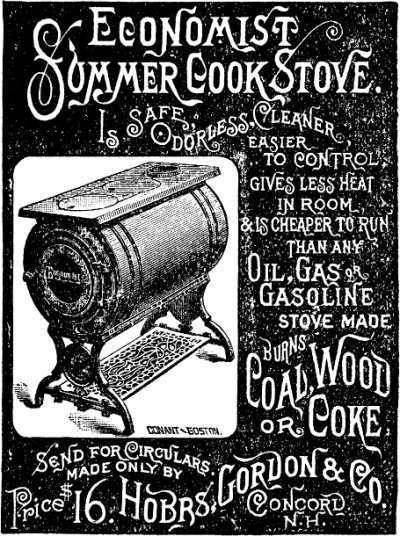 ECONOMIST
SUMMER COOK STOVE.
IS SAFE, ODORLESS, CLEANER,
EASIER
TO CONTROL,
GIVES LESS HEAT
IN ROOM
& IS CHEAPER TO RUN
THAN ANY
OIL, GAS OR
GASOLINE
STOVE MADE
BURNS
COAL, WOOD
OR COKE.
CONANT BOSTON.
SEND FOR CIRCULARS,
MADE ONLY BY
PRICE $16. HOBBS, GORDON & CO.
CONCORD
N.H.